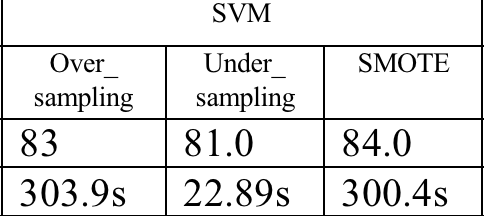 SVM
Over_ Under_ SMOTE
sampling sampling
83 81.0 84.0
303.9s 22.89s 300.4s